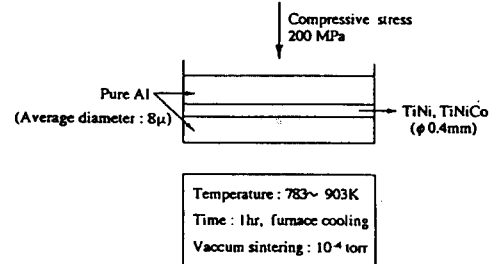 Compressive stress
200 MPa
Pure Al
(Average diameter : 8μ)
TiNi, TiNiCo
(φ 0.4mm)
Temperature : 783～ 903K
Time : 1hr, furnace cooling
Vaccum sintering : 10⁻⁴ torr